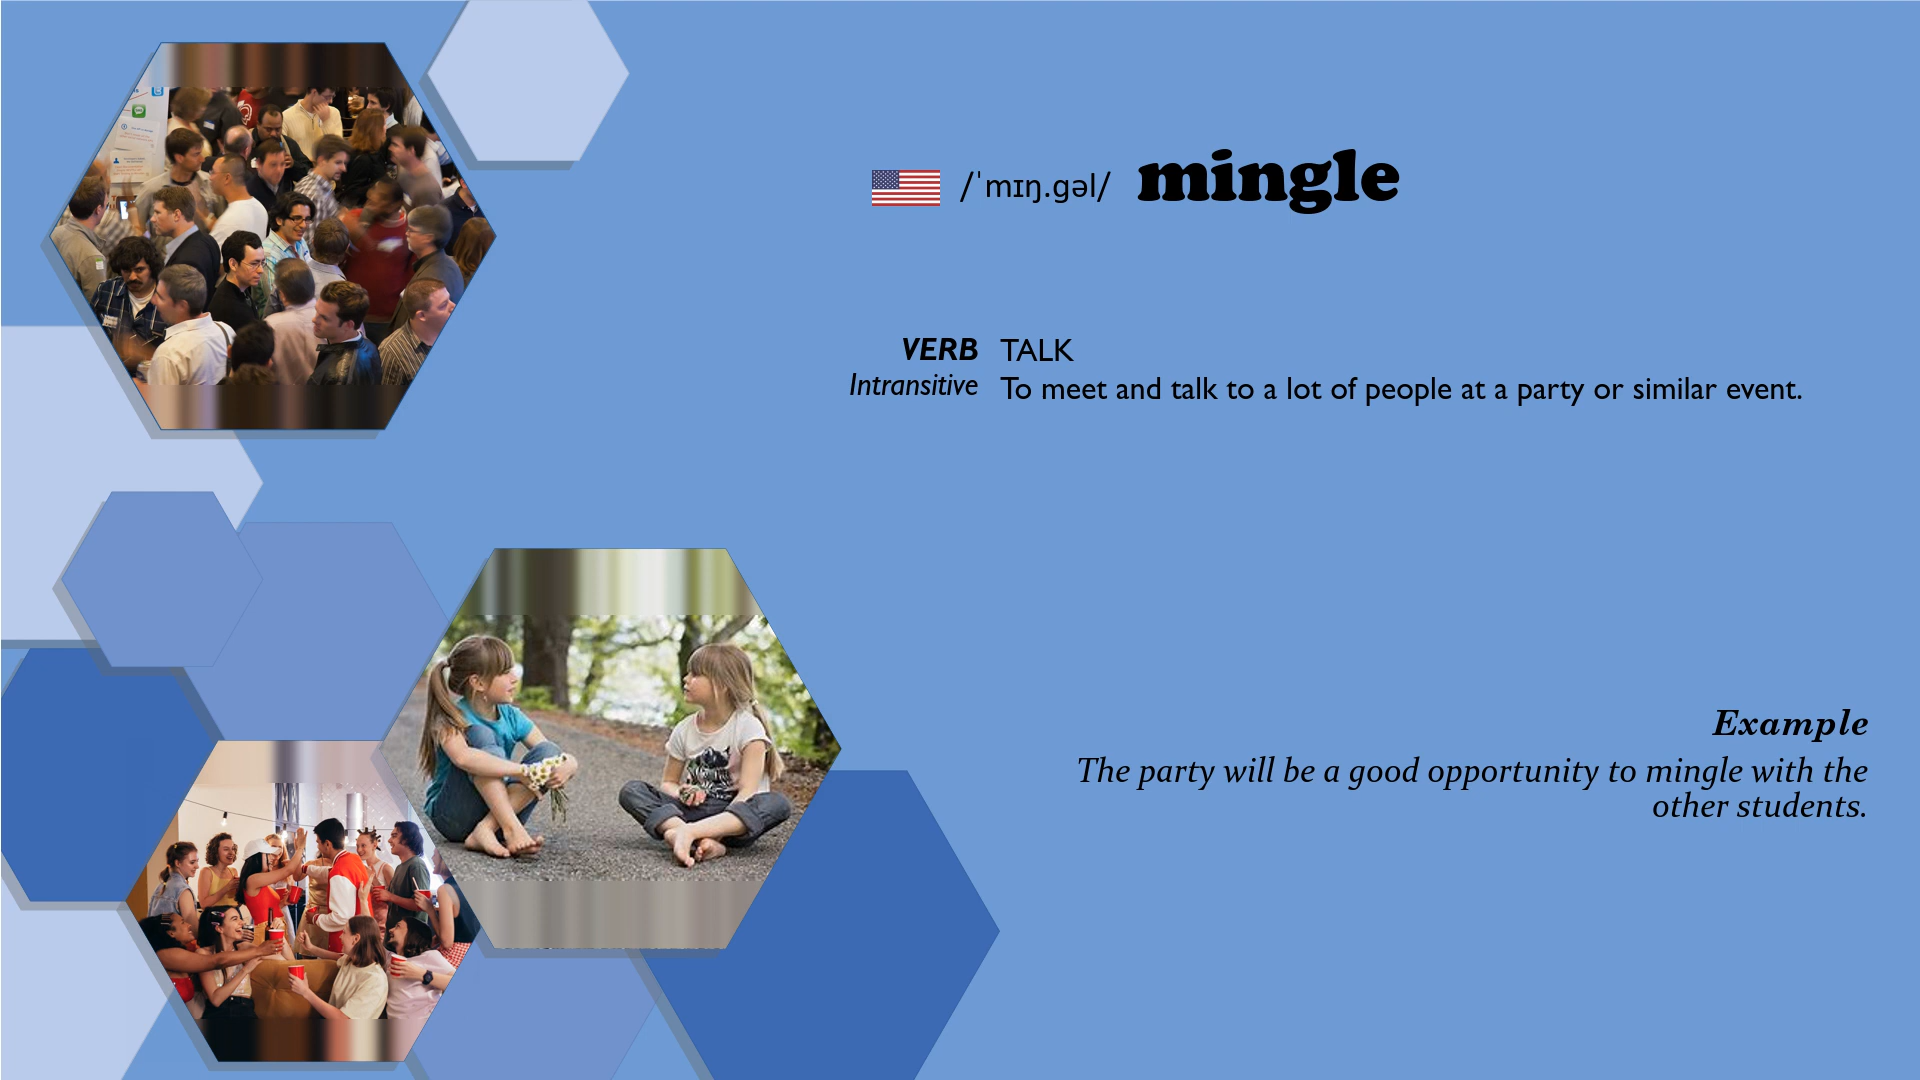 /ˈmɪŋ.gəl/ mingle
VERB TALK
Intransitive To meet and talk to a lot of people at a party or similar event.
Example
The party will be a good opportunity to mingle with the
other students.